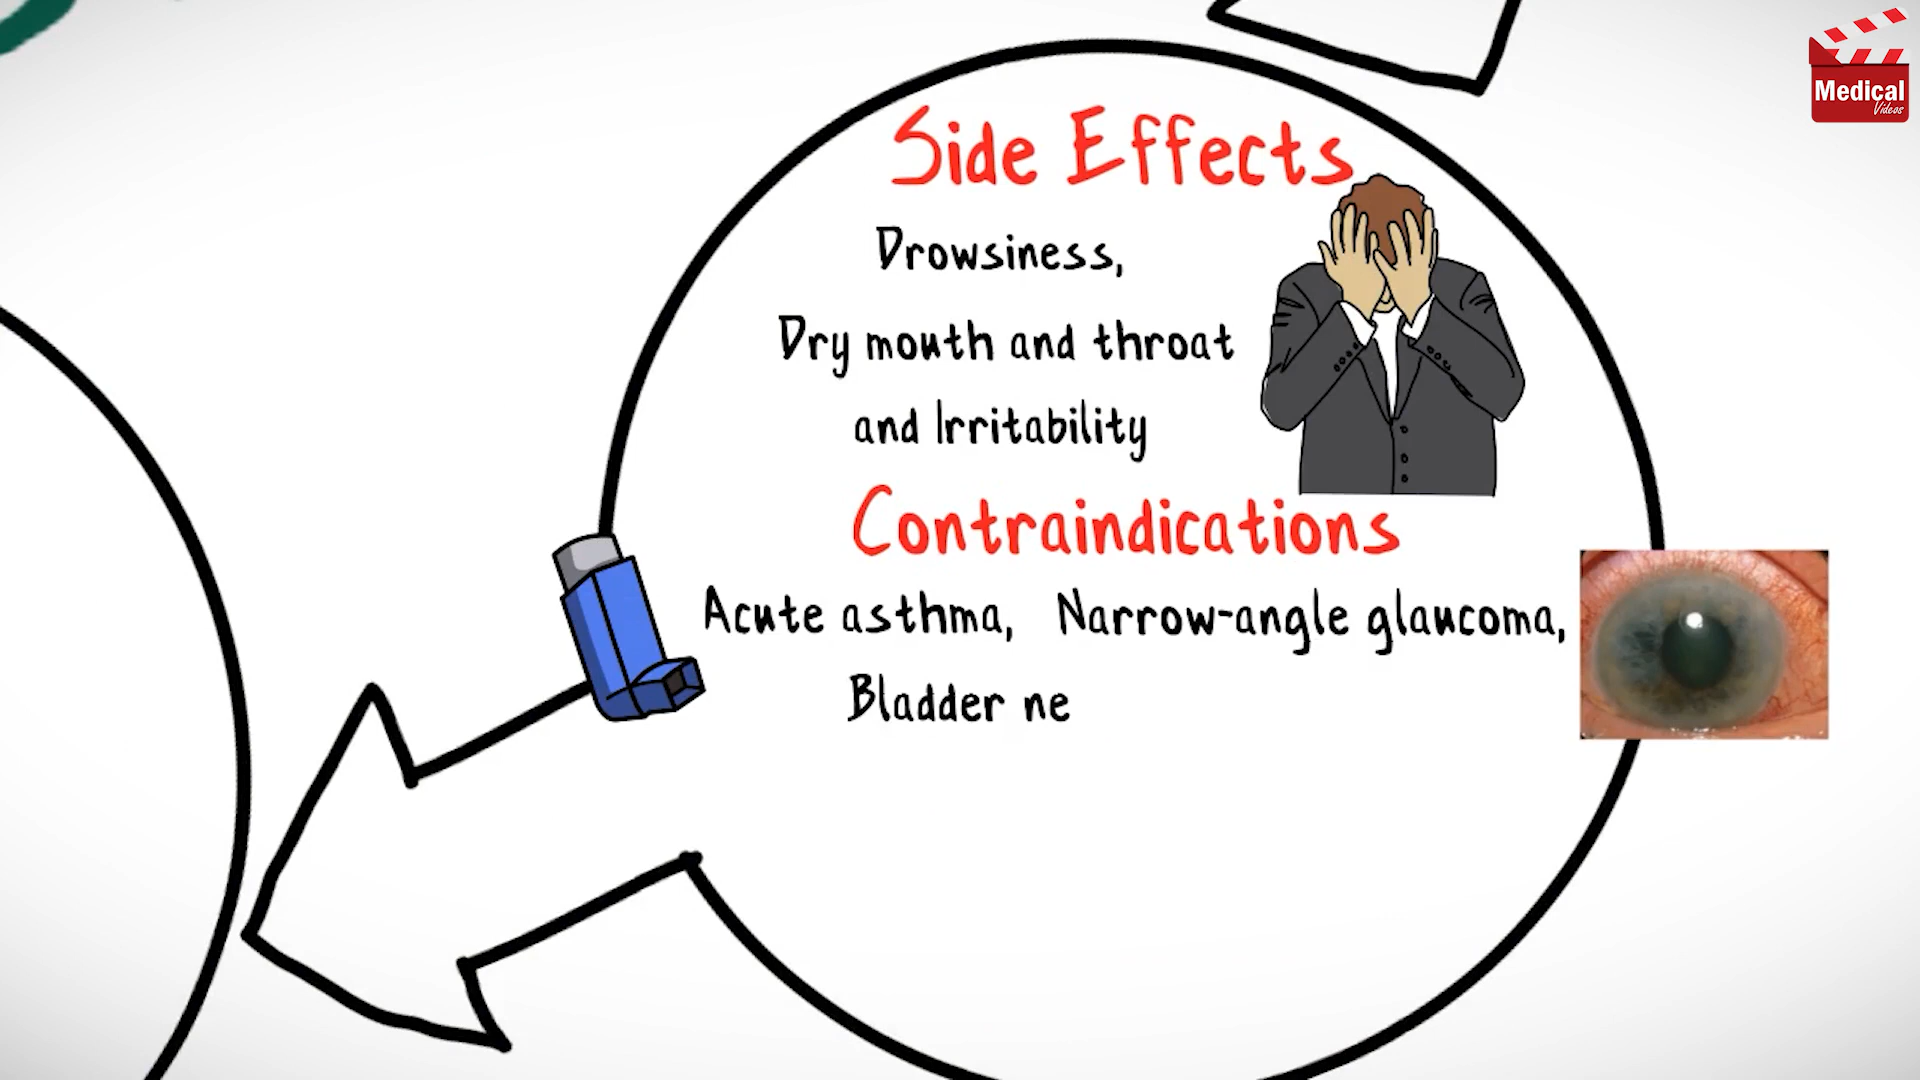 Medical
Videos
Side Effects
Drowsiness,
Dry mouth and throat
and Irritability
Contraindications
Acute asthma, Narrow-angle glaucoma,
Bladder ne